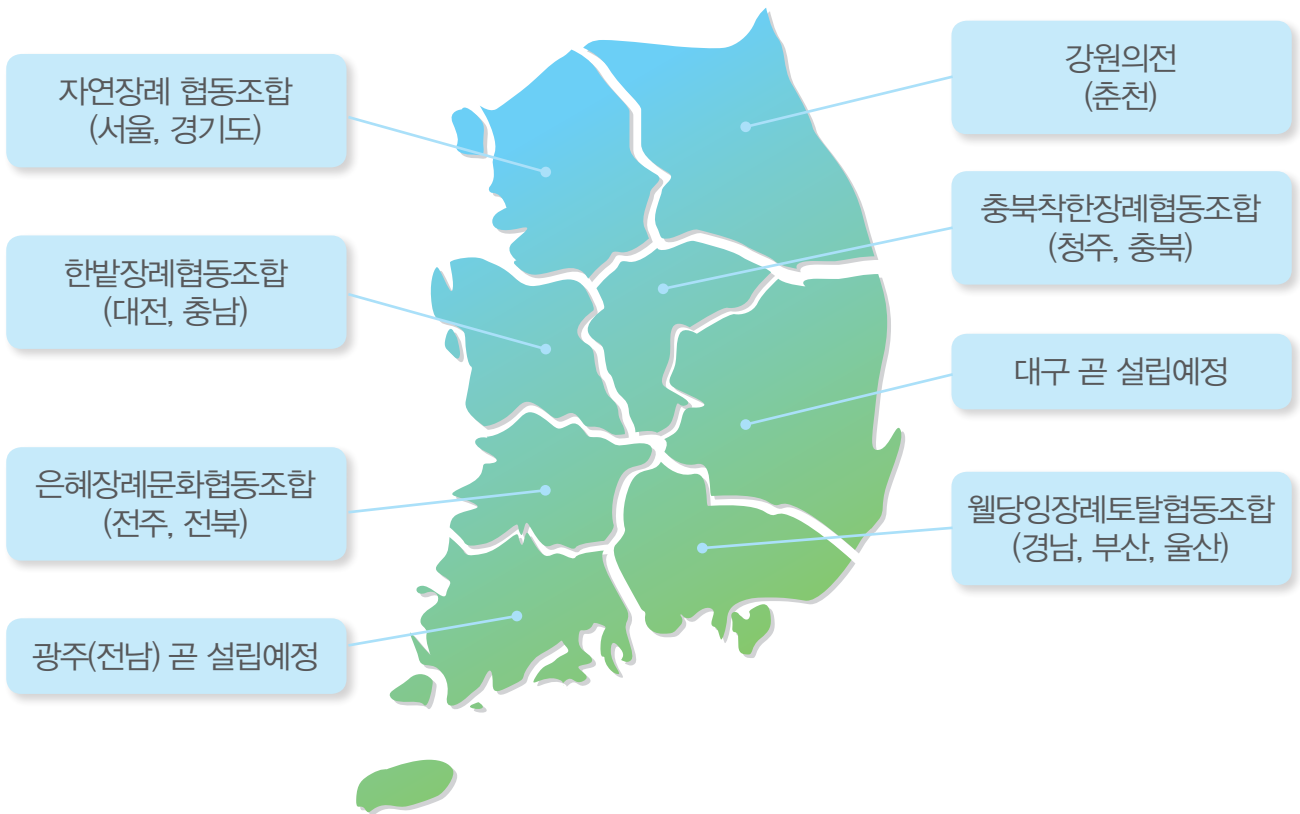 자연장례 협동조합
(서울, 경기도)
한밭장례협동조합
(대전, 충남)
은혜장례문화협동조합
(전주, 전북)
광주(전남) 곧 설립예정
강원의전
(춘천)
충북착한장례협동조합
(청주, 충북)
대구 곧 설립예정
웰당잉장례토탈협동조합
(경남, 부산, 울산)